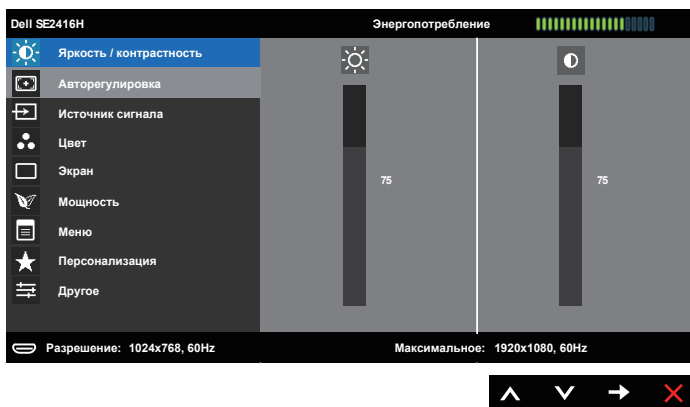 Dell SE2416H Энергопотребление
Яркость / контрастность
Авторегулировка
Источник сигнала
Цвет
Экран
75 75
Мощность
Меню
Персонализация
Другое
Разрешение: 1024x768, 60Hz Максимальное: 1920x1080, 60Hz